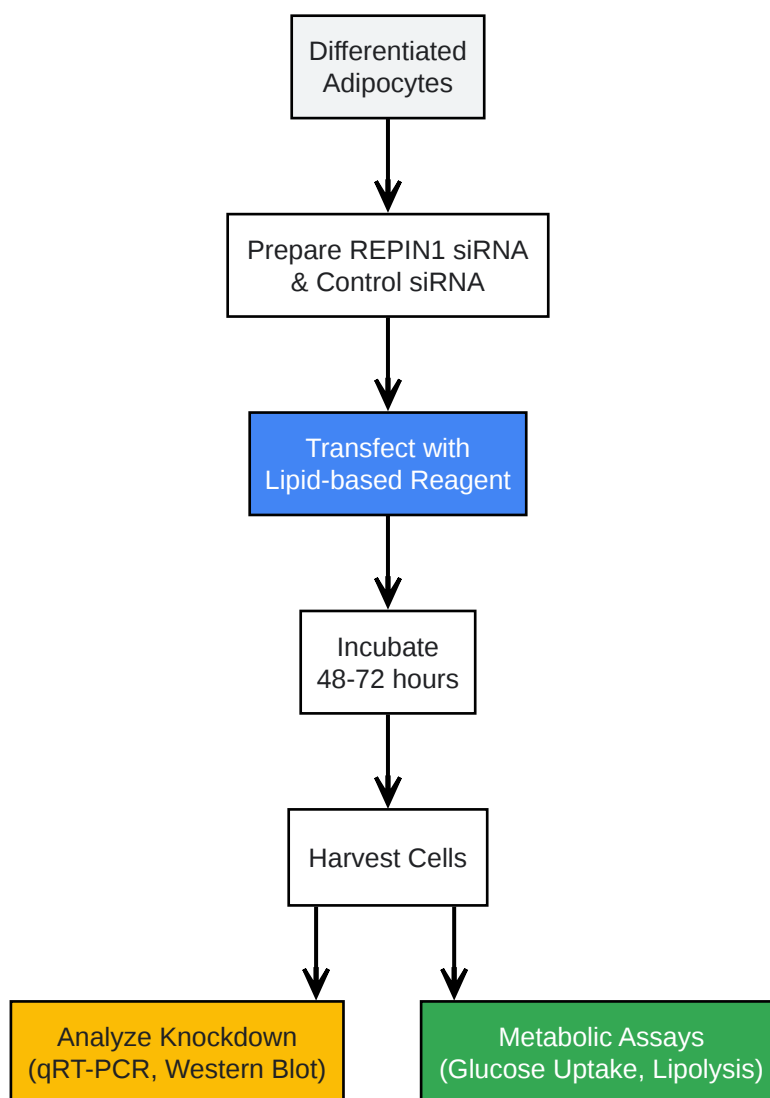 Differentiated
Adipocytes
Prepare REPIN1 siRNA
& Control siRNA
Transfect with
Lipid-based Reagent
Incubate
48-72 hours
Harvest Cells
Analyze Knockdown
(qRT-PCR, Western Blot)
Metabolic Assays
(Glucose Uptake, Lipolysis)